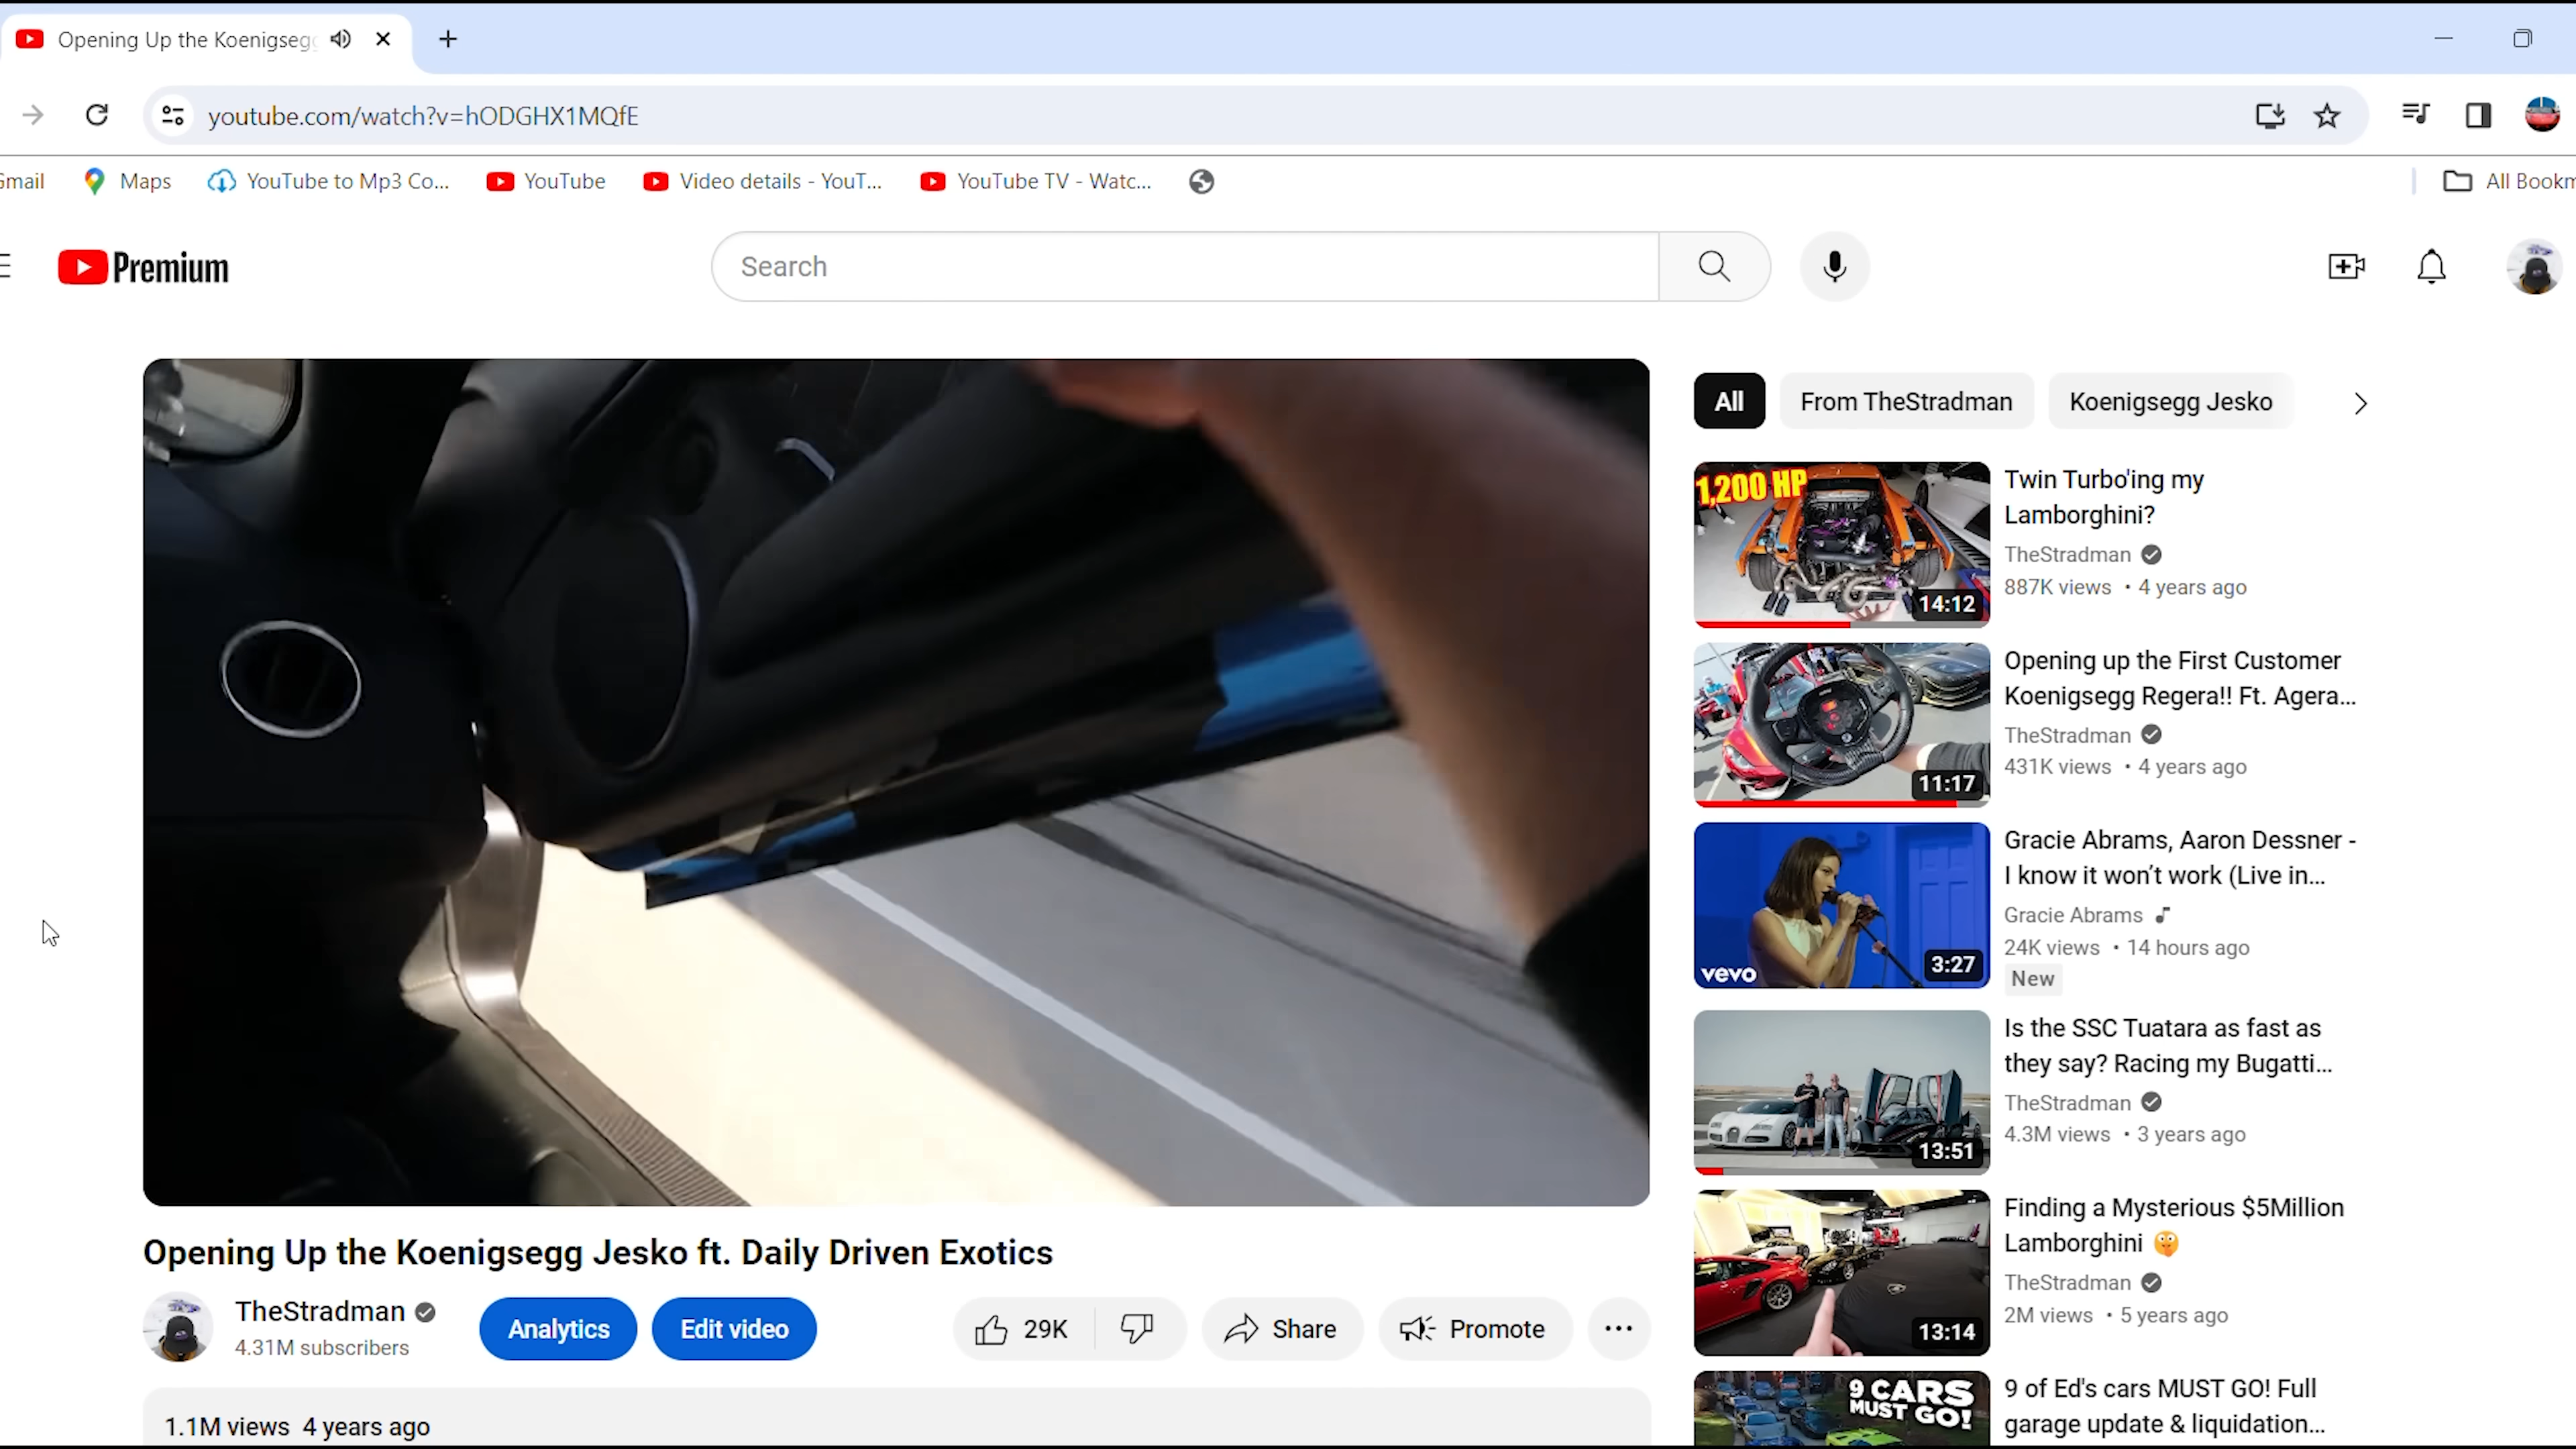 Opening Up the Koenigseg
youtube.com/watch?v=hODGHX1MQfE
Gmail
Maps
YouTube to Mp3 Co...
YouTube
Video details - YouT...
YouTube TV - Watc...
All Bookm
Premium
Search
All
From TheStradman
Koenigsegg Jesko
1,200 HP
14:12
Twin Turbo'ing my
Lamborghini?
TheStradman
887K views • 4 years ago
11:17
Opening up the First Customer
Koenigsegg Regera!! Ft. Agera...
TheStradman
431K views • 4 years ago
vevo
3:27
Gracie Abrams, Aaron Dessner -
I know it won’t work (Live in...
Gracie Abrams
24K views • 14 hours ago
New
13:51
Is the SSC Tuatara as fast as
they say? Racing my Bugatti...
TheStradman
4.3M views • 3 years ago
13:14
Finding a Mysterious $5Million
Lamborghini 🤫
TheStradman
2M views • 5 years ago
9 CARS
MUST GO!
9 of Ed's cars MUST GO! Full
garage update & liquidation...
Opening Up the Koenigsegg Jesko ft. Daily Driven Exotics
TheStradman
4.31M subscribers
Analytics
Edit video
29K
Share
Promote
1.1M views 4 years ago